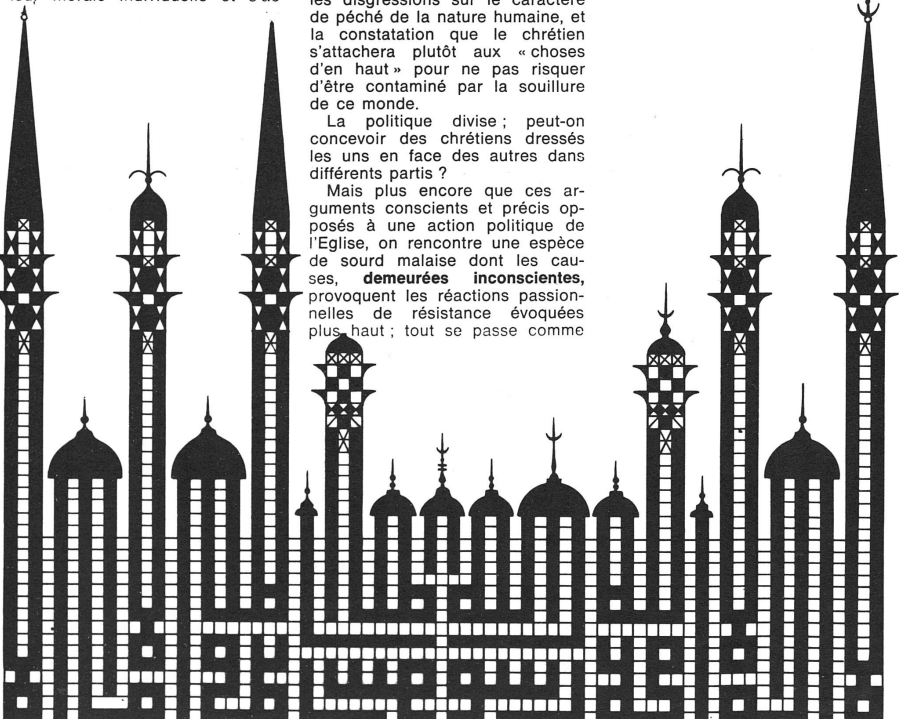 les disgressions sur le caractère
de péché de la nature humaine, et
la constatation que le chrétien
s'attachera plutôt aux « choses
d'en haut » pour ne pas risquer
d'être contaminé par la souillure
de ce monde.
La politique divise ; peut-on
concevoir des chrétiens dressés
les uns en face des autres dans
différents partis ?
Mais plus encore que ces ar-
guments conscients et précis op-
posés à une action politique de
l'Eglise, on rencontre une espèce
de sourd malaise dont les cau-
ses, demeurées inconscientes,
provoquent les réactions passion-
nelles de résistance évoquées
plus haut ; tout se passe comme